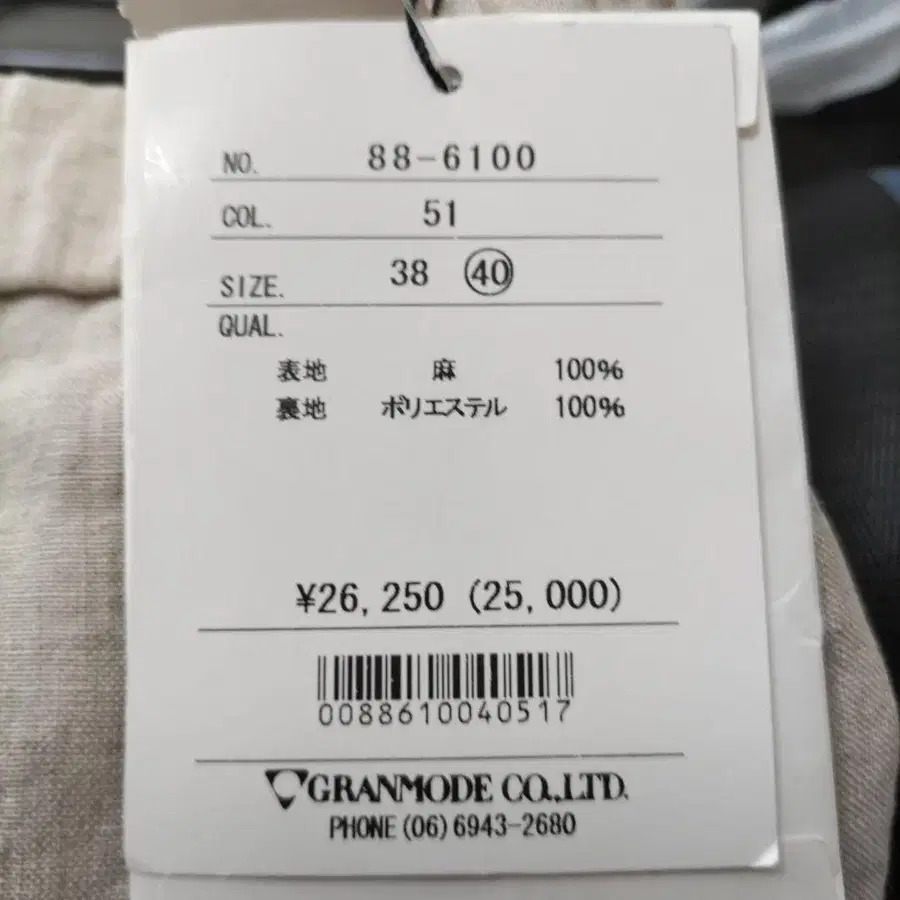 NO. 88-6100
COL. 51
SIZE. 38 ㊵
QUAL.
表地 麻 100%
裏地 ポリエステル 100%
¥26,250 (25,000)
0088610040517
GRANMODE CO.,LTD.
PHONE (06) 6943-2680